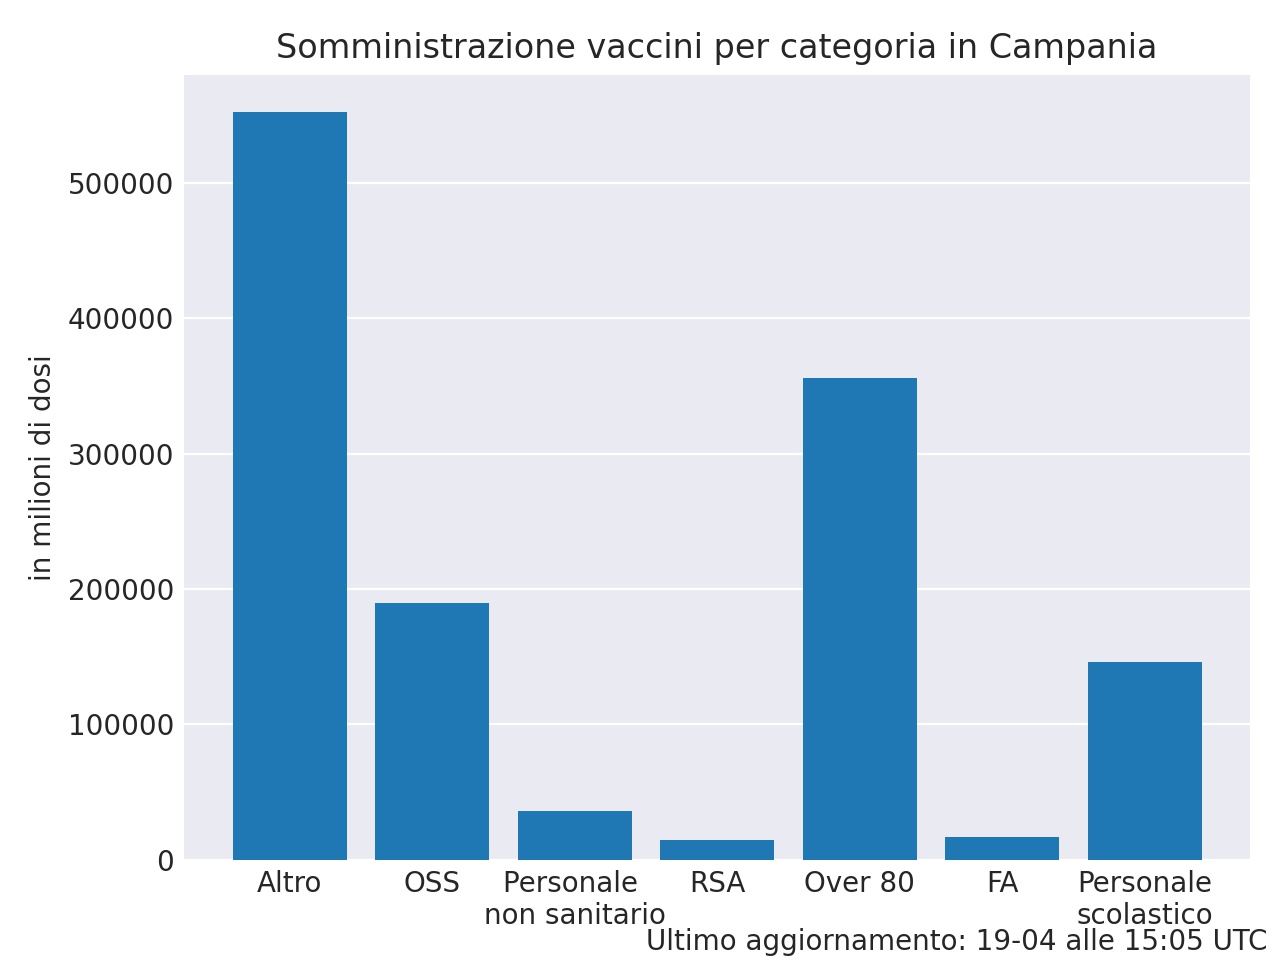 Somministrazione vaccini per categoria in Campania
in milioni di dosi
500000
400000
300000
200000
100000
0
Altro
OSS
Personale
non sanitario
RSA
Over 80
FA
Personale
scolastico
Ultimo aggiornamento: 19-04 alle 15:05 UTC